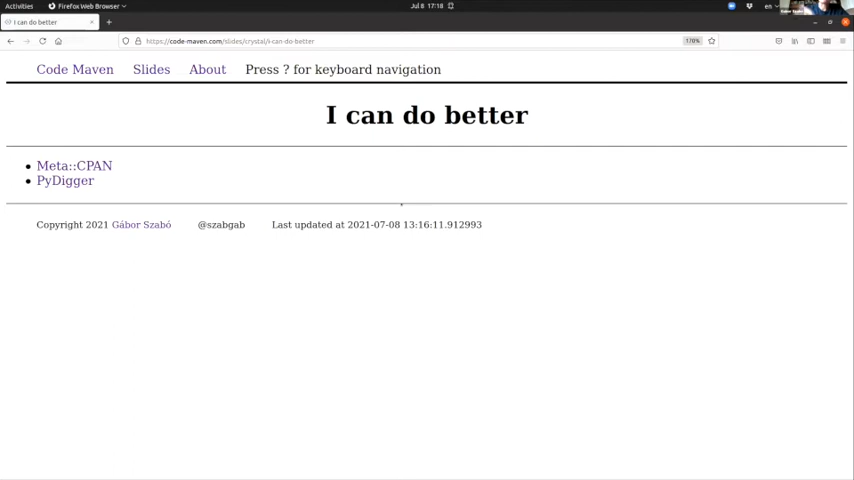 Activities Firefox Web Browser Jul 8 17:18 en
I can do better
https://code-maven.com/slides/crystal/i-can-do-better 170%
Code Maven Slides About Press ? for keyboard navigation
I can do better
Meta::CPAN
PyDigger
Copyright 2021 Gábor Szabó @szabgab Last updated at 2021-07-08 13:16:11.912993